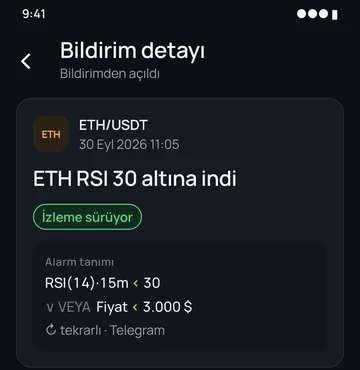 9:41
Bildirim detayı
Bildirimden açıldı
ETH
ETH/USDT
30 Eyl 2026 11:05
ETH RSI 30 altına indi
İzleme sürüyor
Alarm tanımı
RSI(14)·15m < 30
∨ VEYA Fiyat < 3.000 $
↻ tekrarlı · Telegram